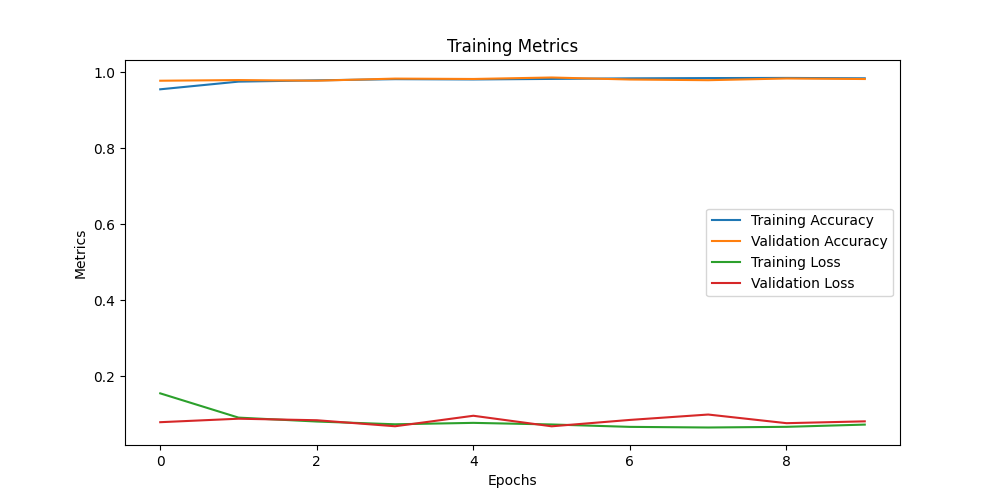 Training Metrics
1.0
0.8
0.6
0.4
0.2
Metrics
Training Accuracy
Validation Accuracy
Training Loss
Validation Loss
0 2 4 6 8
Epochs